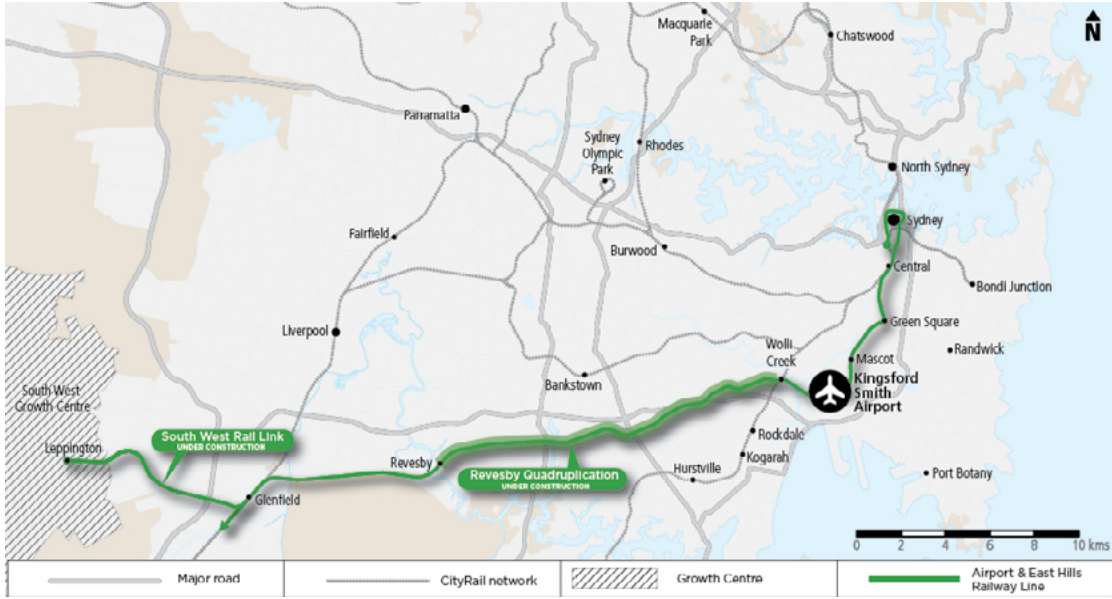 Macquarie
Park
Chatswood
N
Parramatta
Sydney
Olympic
Park
Rhodes
North Sydney
Sydney
Fairfield
Burwood
Central
Bondi Junction
Liverpool
Green Square
Randwick
Wolli
Creek
Mascot
Bankstown
Kingsford
Smith
Airport
South West
Growth Centre
Leppington
South West Rail Link
UNDER CONSTRUCTION
Revesby
Revesby Quadruplication
UNDER CONSTRUCTION
Rockdale
Kogarah
Hurstville
Port Botany
Glenfield
0 2 4 6 8 10 kms
Major road
CityRail network
Growth Centre
Airport & East Hills
Railway Line